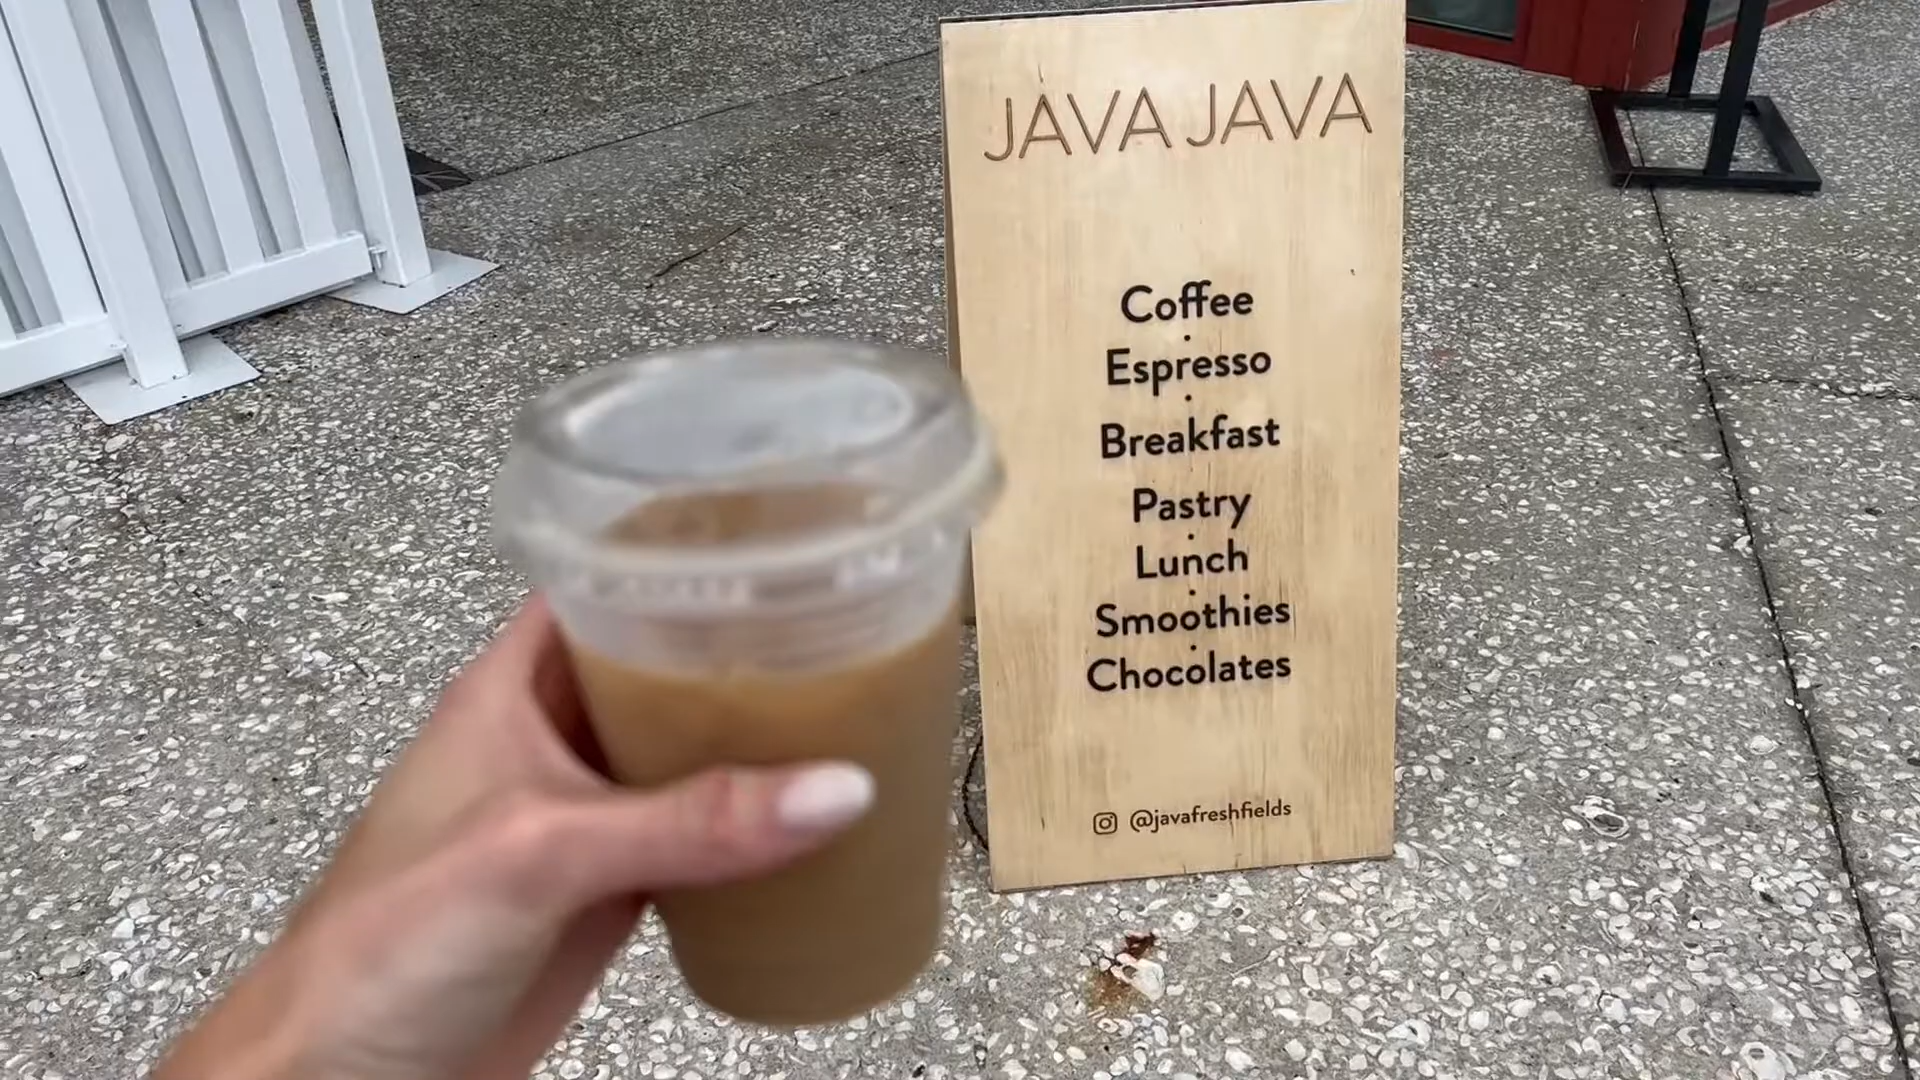 JAVA JAVA
Coffee
Espresso
Breakfast
Pastry
Lunch
Smoothies
Chocolates
@javafreshfields